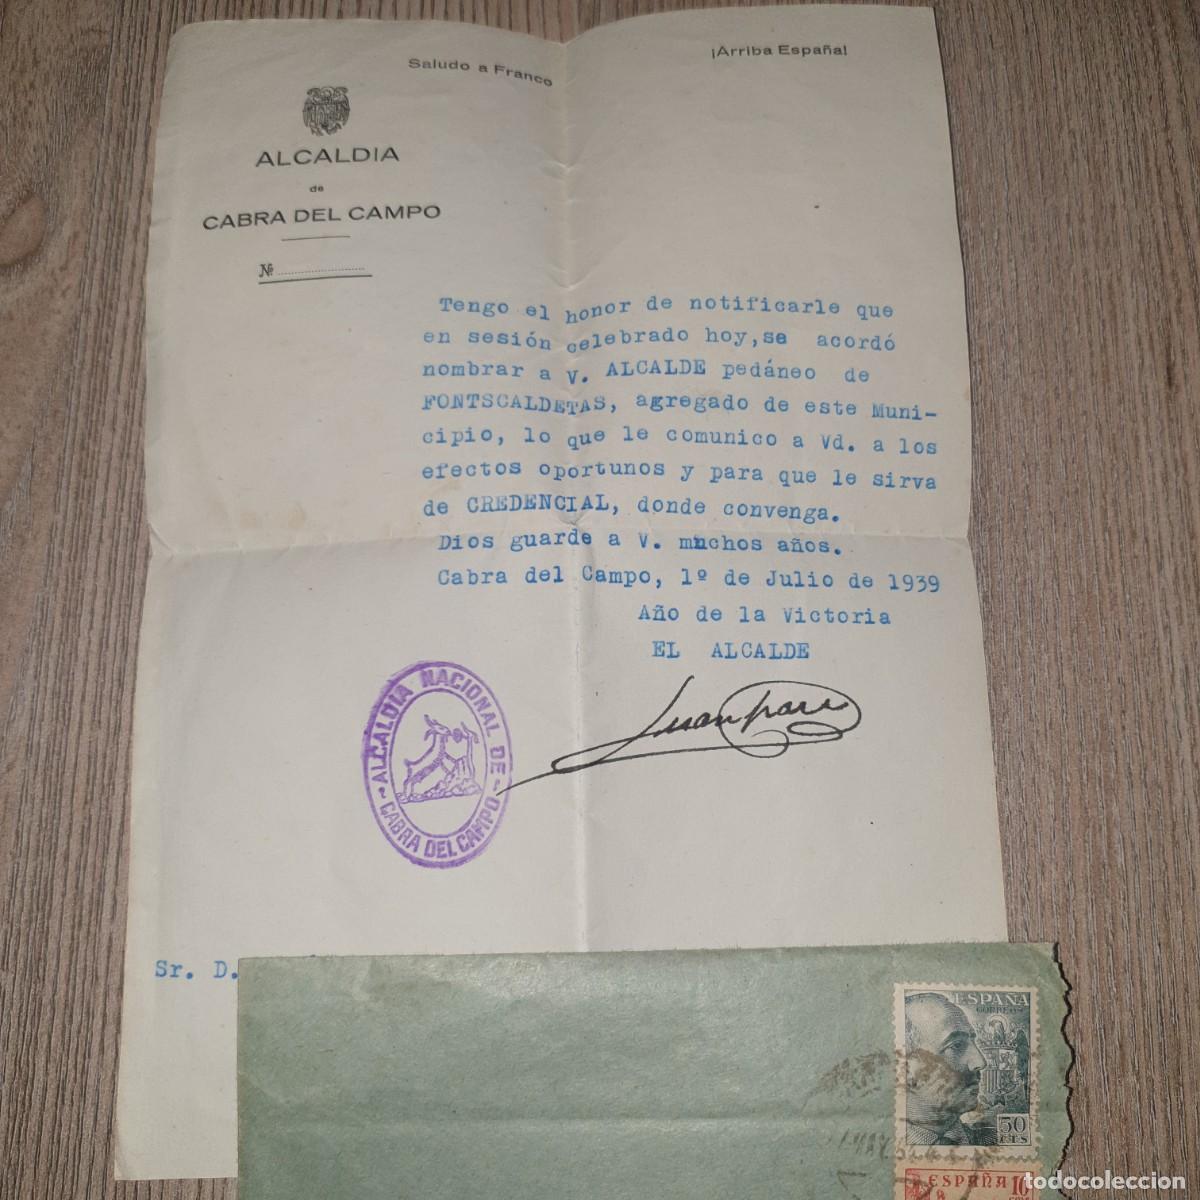 Saludo a Franco
¡Arriba España!
ALCALDIA
de
CABRA DEL CAMPO
Nº
Tengo el honor de notificarle que
en sesión celebrado hoy, se acordó
nombrar a V. ALCALDE pedáneo de
FONTSCALDETAS, agregado de este Muni-
cipio, lo que le comunico a Vd. a los
efectos oportunos y para que le sirva
de CREDENCIAL, donde convenga.
Dios guarde a V. muchos años.
Cabra del Campo, 1º de Julio de 1939
Año de la Victoria
EL ALCALDE
ALCALDIA NACIONAL DE
CABRA DEL CAMPO
Sr. D.
ESPAÑA
CORREOS
50
CTS
ESPAÑA 10
todocoleccion